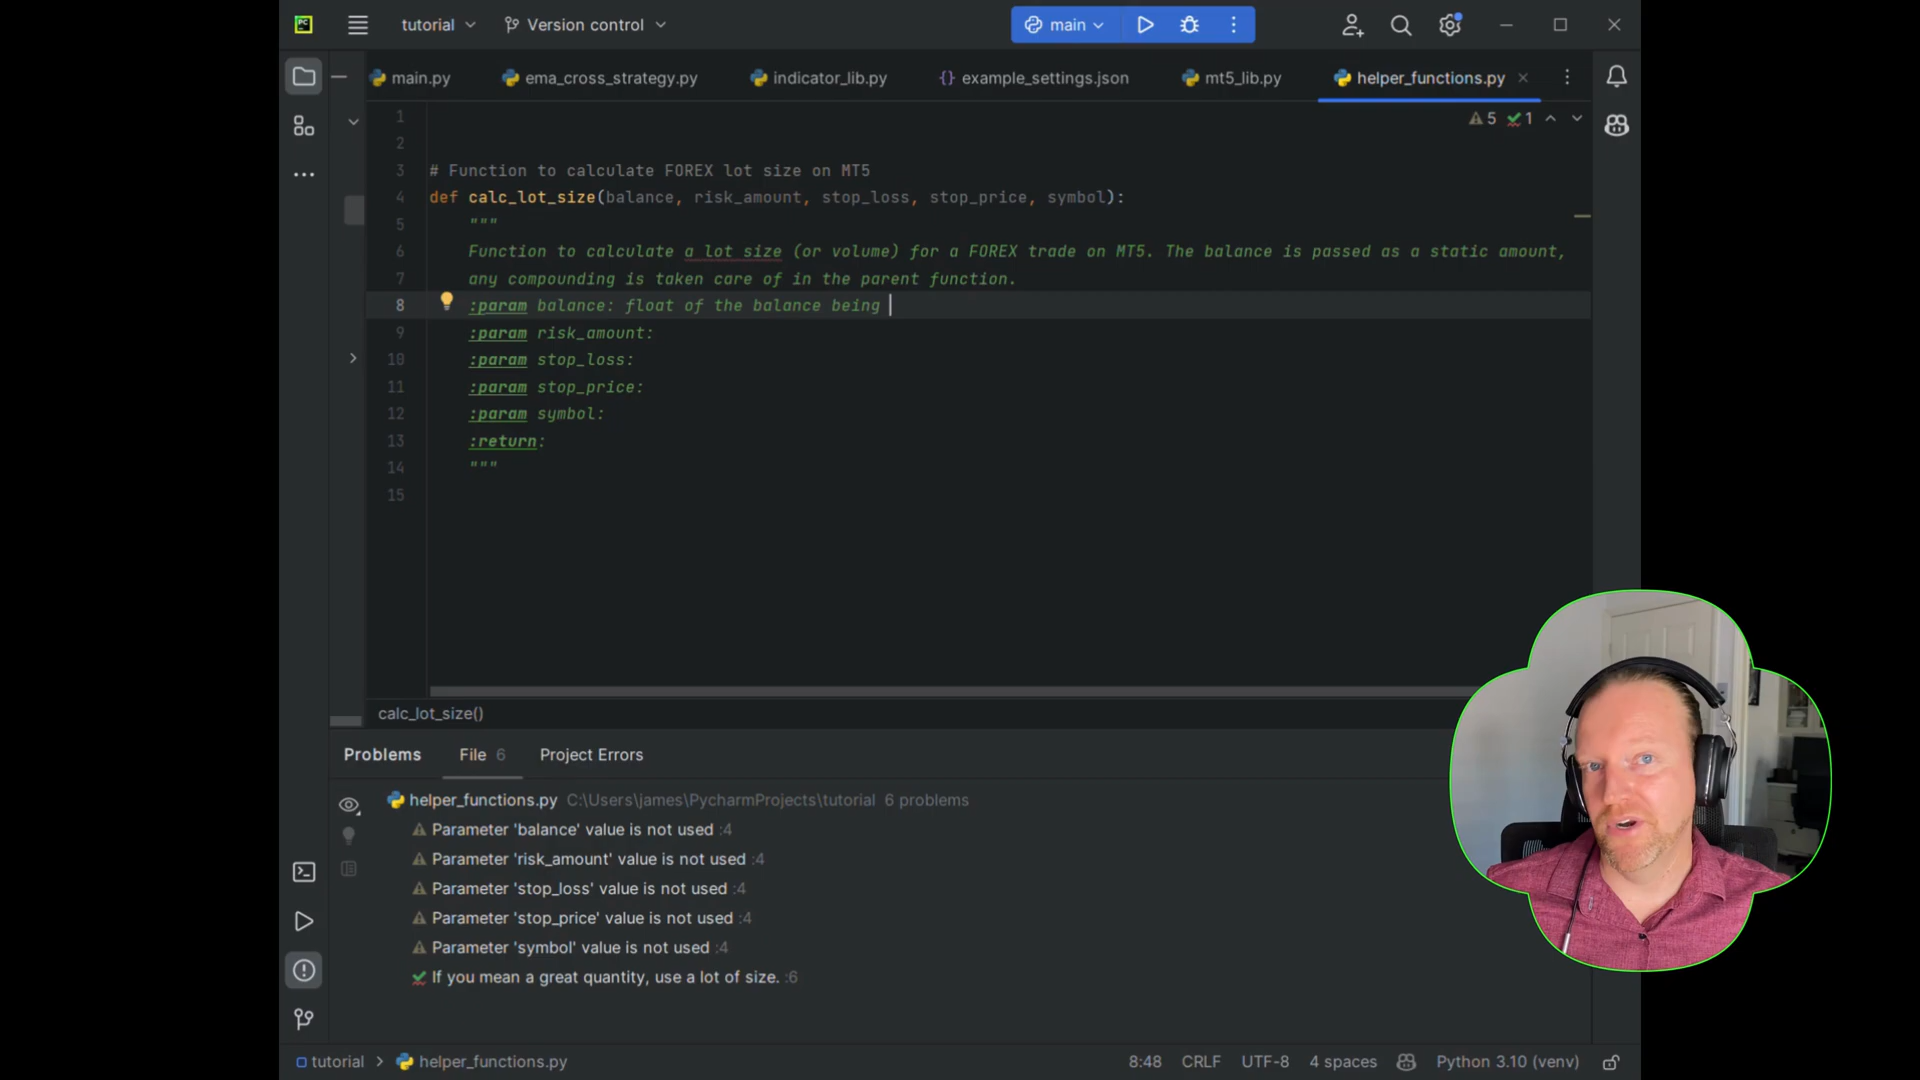 PC
tutorial
Version control
main
main.py
ema_cross_strategy.py
indicator_lib.py
{} example_settings.json
mt5_lib.py
helper_functions.py
5 1
1
2
3 # Function to calculate FOREX lot size on MT5
4 def calc_lot_size(balance, risk_amount, stop_loss, stop_price, symbol):
5 """
6 Function to calculate a lot size (or volume) for a FOREX trade on MT5. The balance is passed as a static amount,
7 any compounding is taken care of in the parent function.
8 :param balance: float of the balance being
9 :param risk_amount:
10 :param stop_loss:
11 :param stop_price:
12 :param symbol:
13 :return:
14 """
15
calc_lot_size()
Problems File 6 Project Errors
helper_functions.py C:\Users\james\PycharmProjects\tutorial 6 problems
Parameter 'balance' value is not used :4
Parameter 'risk_amount' value is not used :4
Parameter 'stop_loss' value is not used :4
Parameter 'stop_price' value is not used :4
Parameter 'symbol' value is not used :4
If you mean a great quantity, use a lot of size. :6
tutorial > helper_functions.py
8:48 CRLF UTF-8 4 spaces Python 3.10 (venv)